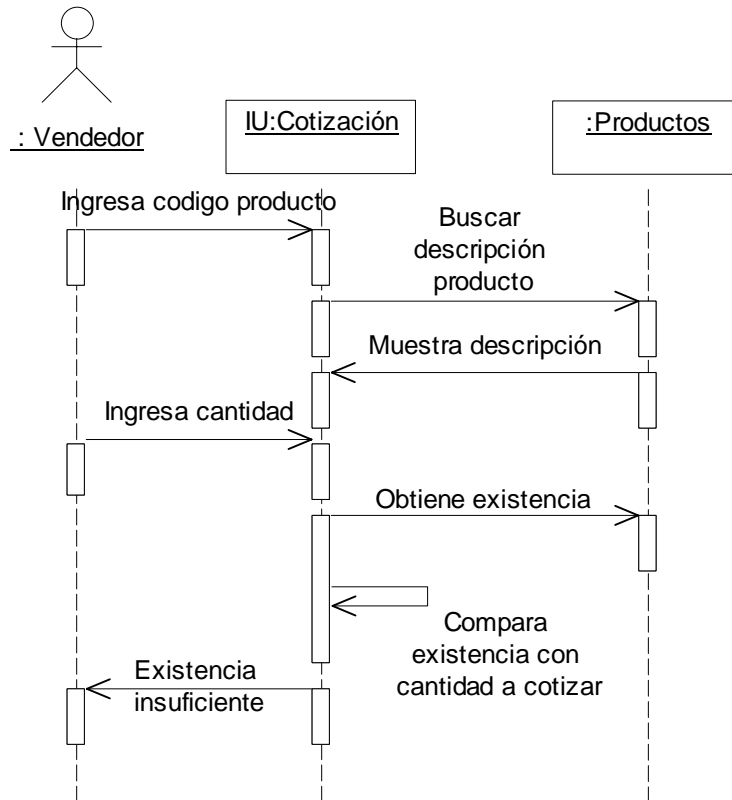 : Vendedor
IU:Cotización
:Productos
Ingresa codigo producto
Buscar
descripción
producto
Muestra descripción
Ingresa cantidad
Obtiene existencia
Compara
existencia con
cantidad a cotizar
Existencia
insuficiente